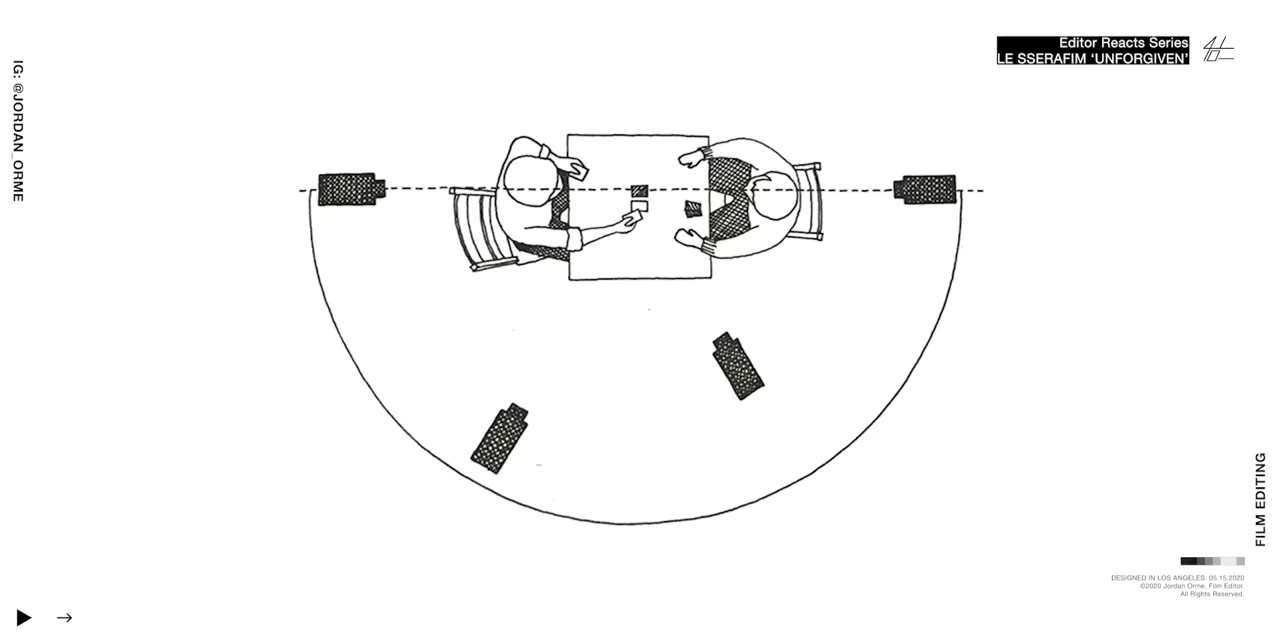 Editor Reacts Series
LE SSERAFIM ‘UNFORGIVEN’
IG: @JORDAN_ORME
FILM EDITING
DESIGNED IN LOS ANGELES. 05.15.2020
©2020 Jordan Orme. Film Editor.
All Rights Reserved.